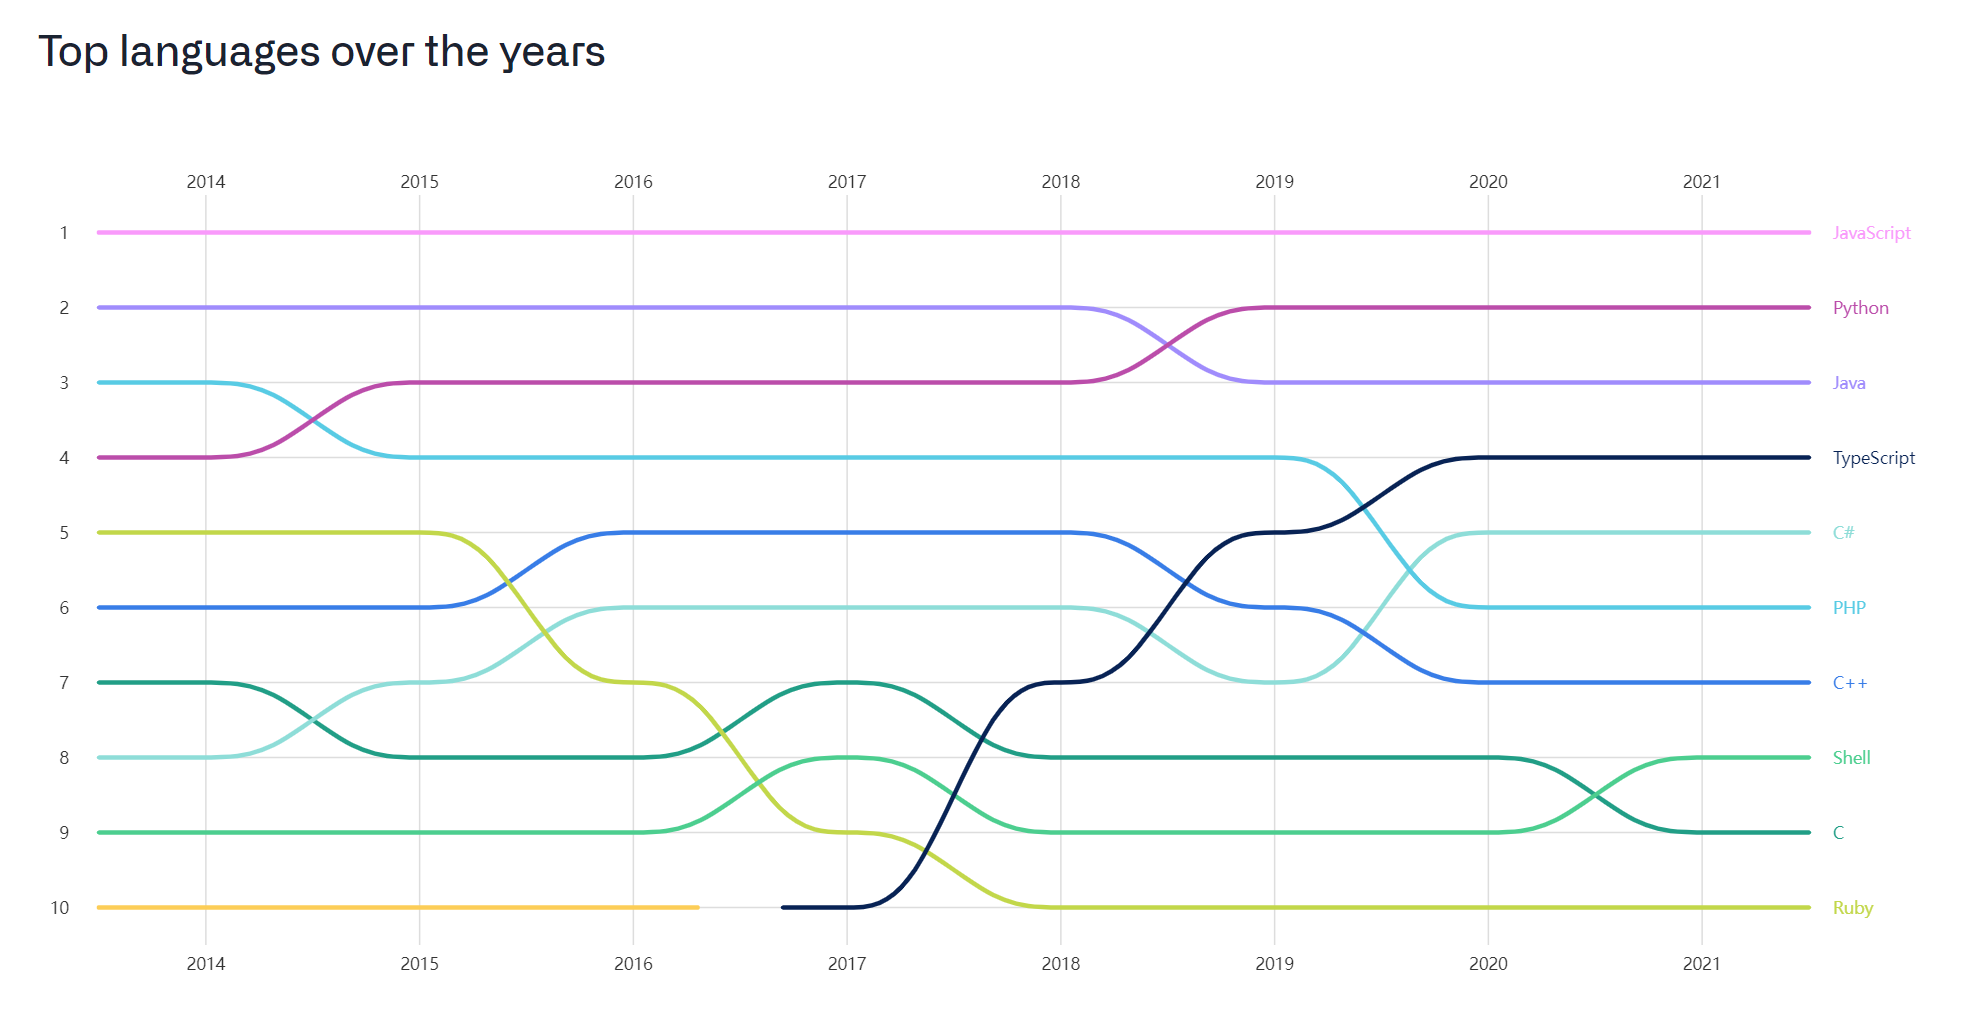 Top languages over the years
2014 2015 2016 2017 2018 2019 2020 2021
1 JavaScript
2 Python
3 Java
4 TypeScript
5 C#
6 PHP
7 C++
8 Shell
9 C
10 Ruby
2014 2015 2016 2017 2018 2019 2020 2021